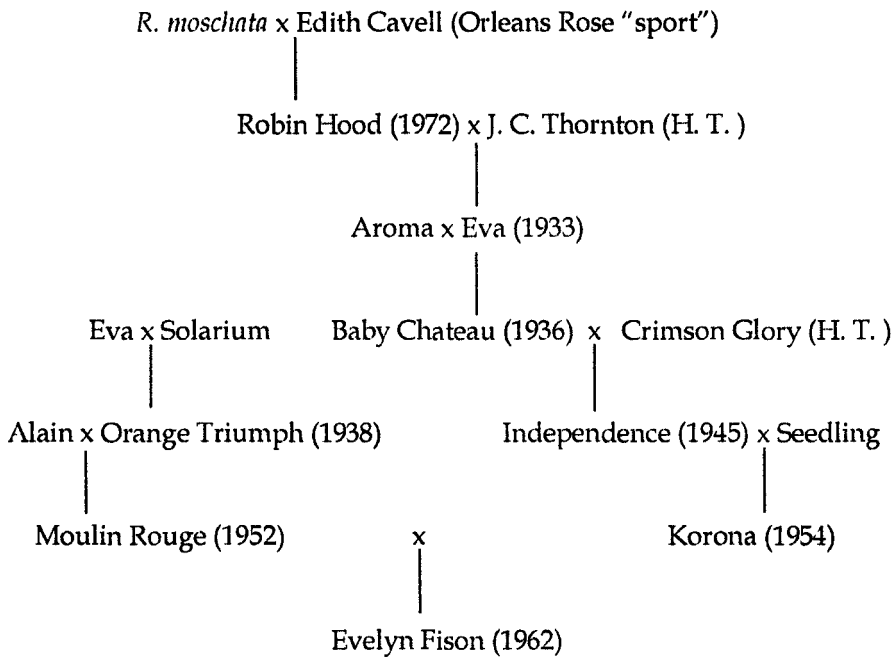 R. moschata x Edith Cavell (Orleans Rose "sport")
Robin Hood (1972) x J. C. Thornton (H. T. )
Aroma x Eva (1933)
Eva x Solarium Baby Chateau (1936) x Crimson Glory (H. T. )
Alain x Orange Triumph (1938) Independence (1945) x Seedling
Moulin Rouge (1952) x Korona (1954)
Evelyn Fison (1962)